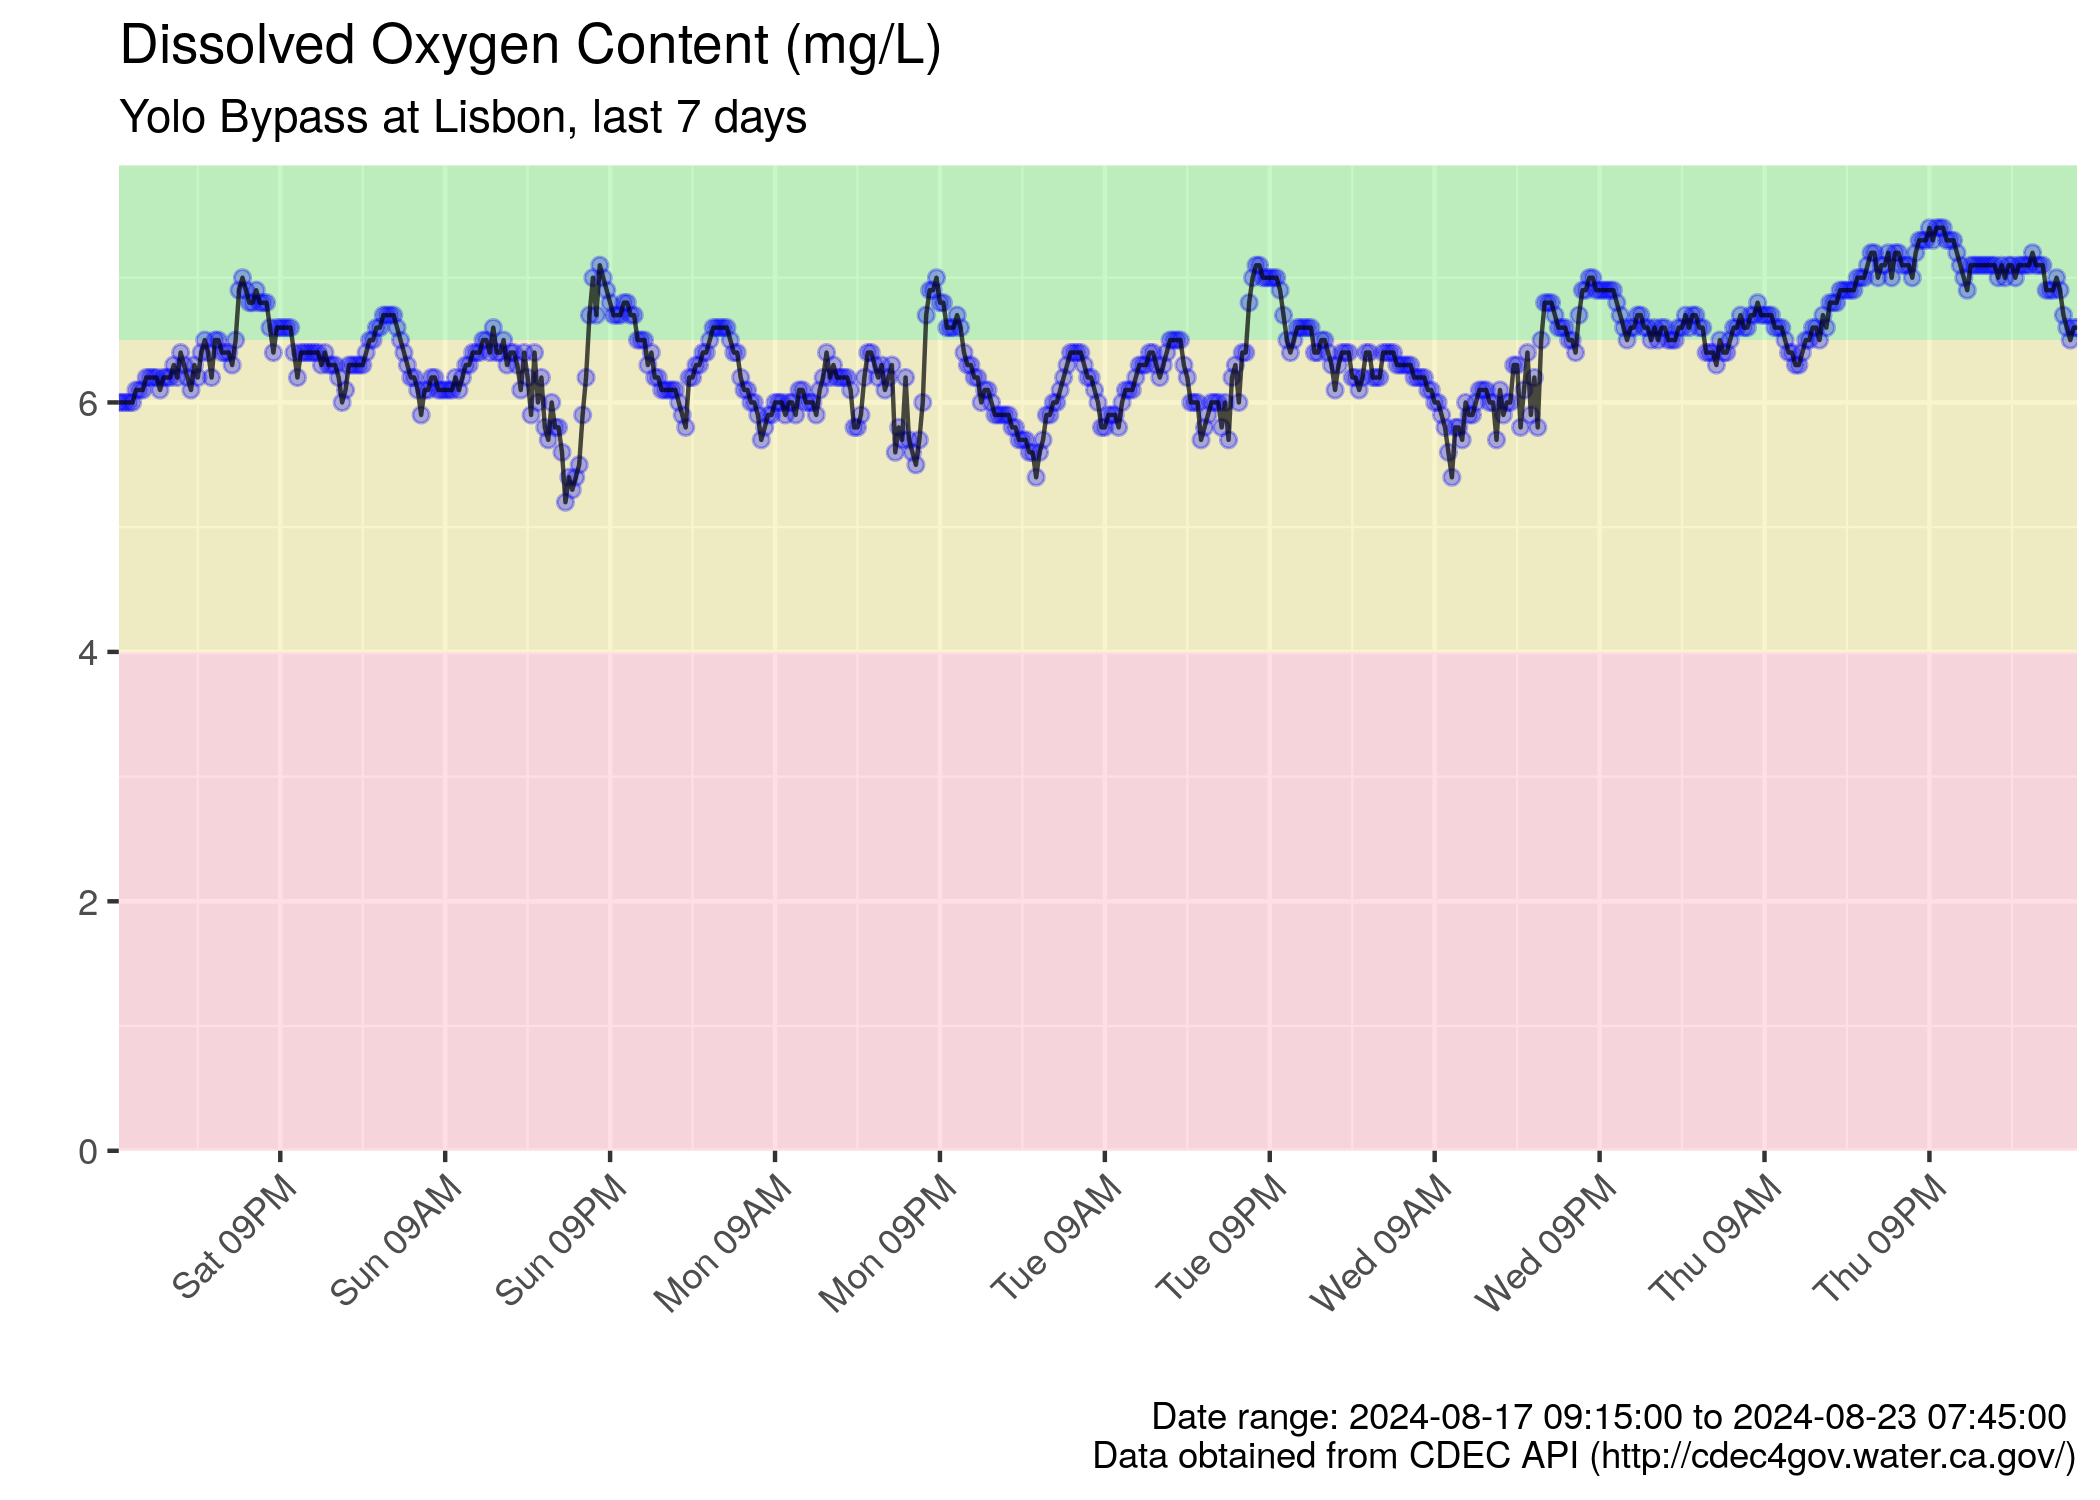 Dissolved Oxygen Content (mg/L)
Yolo Bypass at Lisbon, last 7 days
6
4
2
0
Sat 09PM
Sun 09AM
Sun 09PM
Mon 09AM
Mon 09PM
Tue 09AM
Tue 09PM
Wed 09AM
Wed 09PM
Thu 09AM
Thu 09PM
Date range: 2024-08-17 09:15:00 to 2024-08-23 07:45:00
Data obtained from CDEC API (http://cdec4gov.water.ca.gov/)